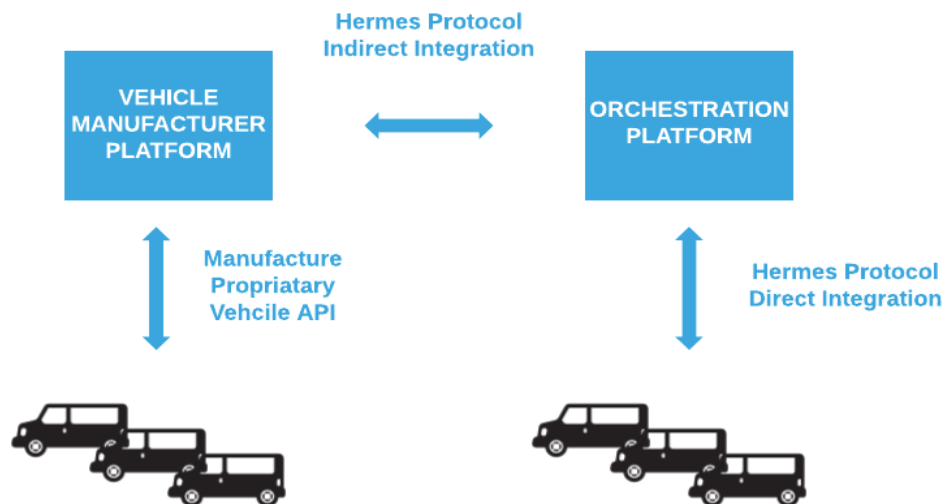 Hermes Protocol
Indirect Integration
VEHICLE
MANUFACTURER
PLATFORM
ORCHESTRATION
PLATFORM
Manufacture
Propriatary
Vehcile API
Hermes Protocol
Direct Integration